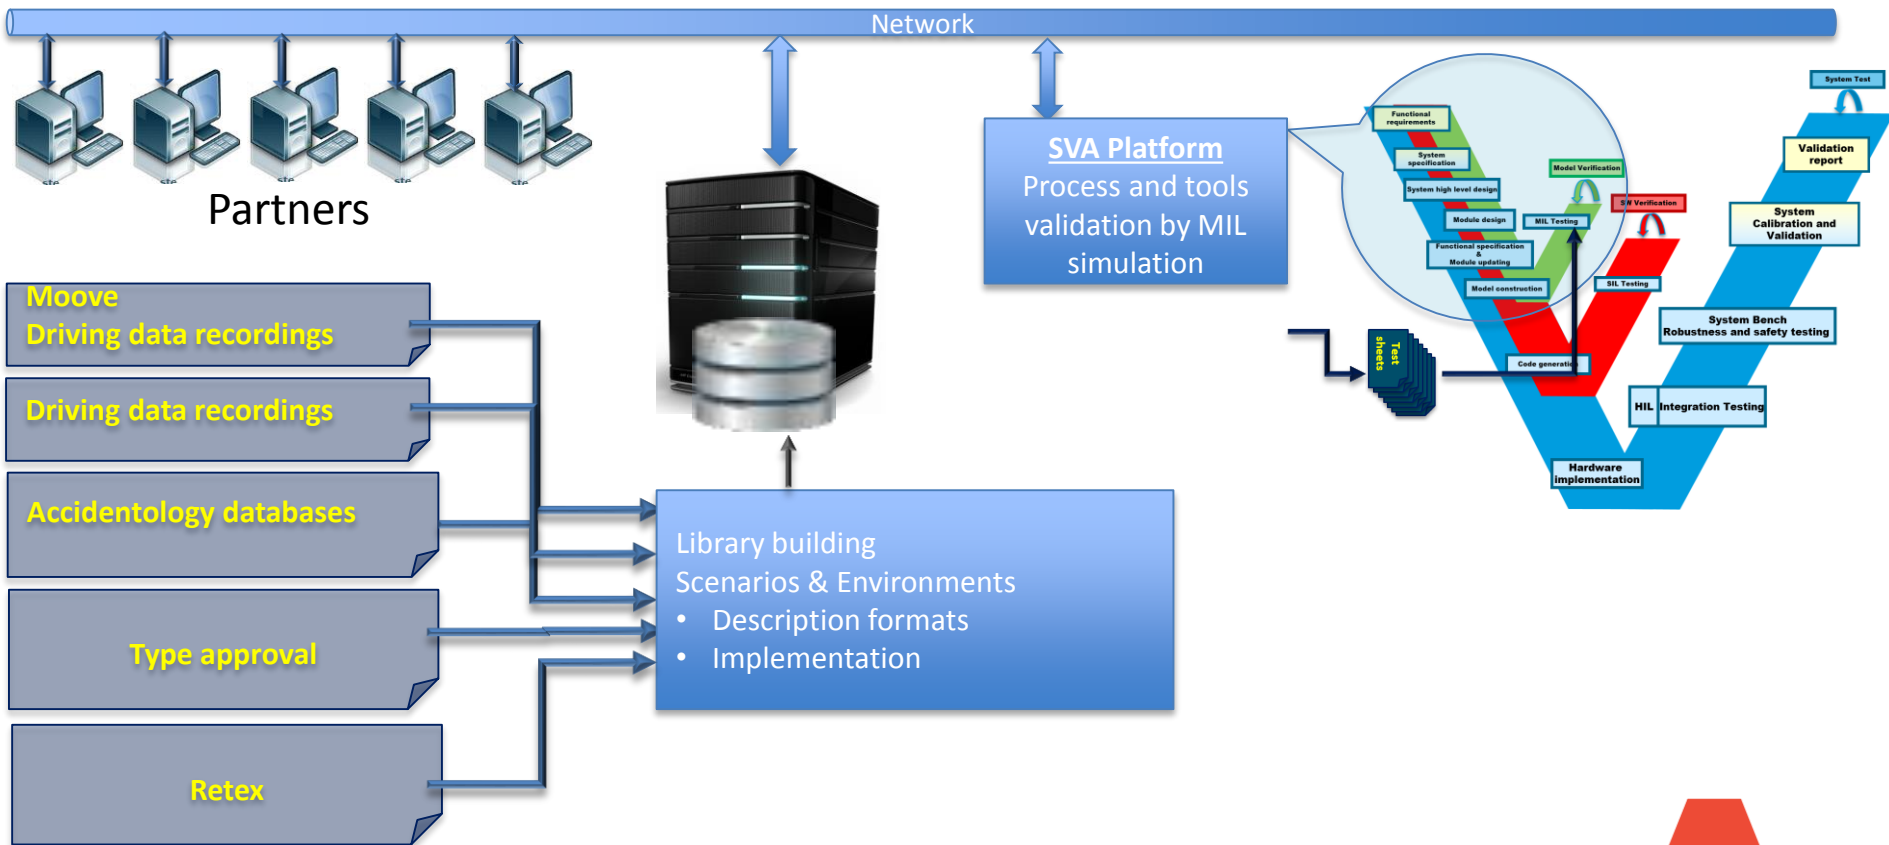 Network
Partners
Moove
Driving data recordings
Driving data recordings
Accidentology databases
Type approval
Retex
Library building
Scenarios & Environments
• Description formats
• Implementation
SVA Platform
Process and tools
validation by MIL
simulation
Test
sheets
Functional
requirements
System
specification
System high level design
Module design
Functional specification
&
Module updating
Model construction
Model Verification
MIL Testing
SW Verification
SIL Testing
Code generation
Hardware
implementation
HIL Integration Testing
System Bench
Robustness and safety testing
System
Calibration and
Validation
Validation
report
System Test